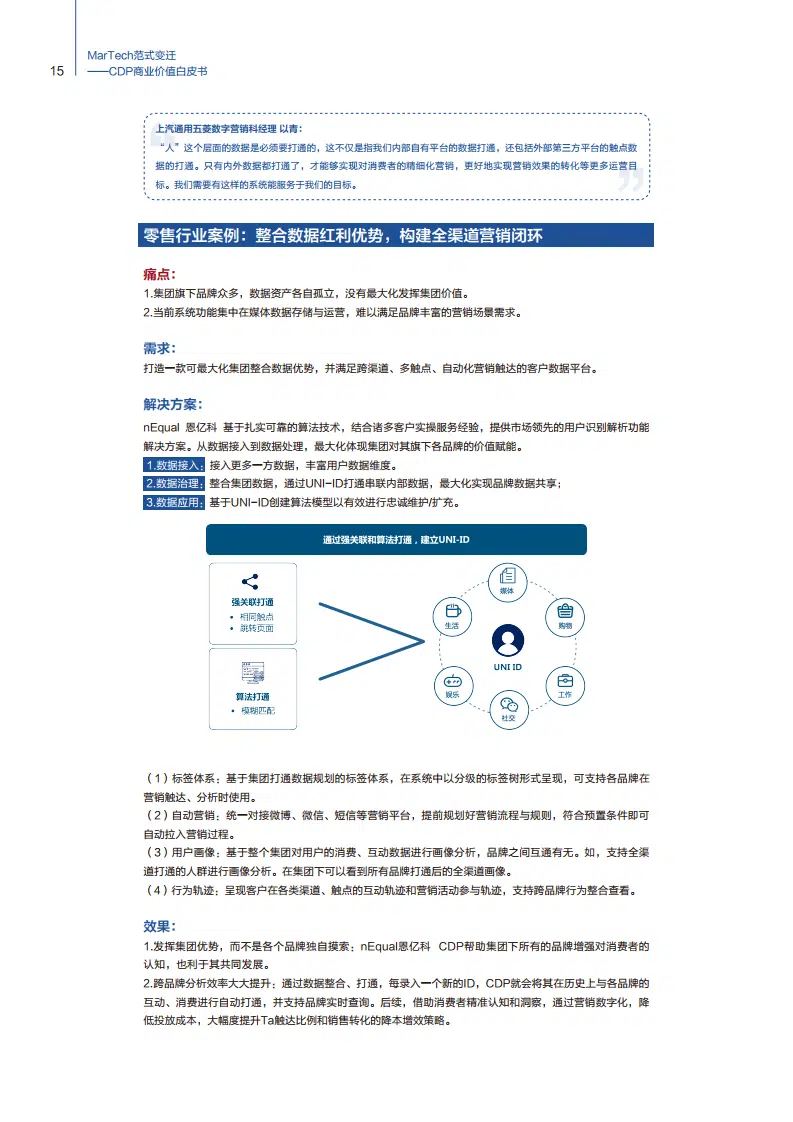 MarTech范式变迁
15 ——CDP商业价值白皮书
上汽通用五菱数字营销科经理 以青：
“人”这个层面的数据是必须要打通的，这不仅是指我们内部自有平台的数据打通，还包括外部第三方平台的触点数
据的打通。只有内外数据都打通了，才能够实现对消费者的精细化营销，更好地实现营销效果的转化等更多运营目
标。我们需要有这样的系统能服务于我们的目标。
零售行业案例：整合数据红利优势，构建全渠道营销闭环
痛点：
1.集团旗下品牌众多，数据资产各自孤立，没有最大化发挥集团价值。
2.当前系统功能集中在媒体数据存储与运营，难以满足品牌丰富的营销场景需求。
需求：
打造一款可最大化集团整合数据优势，并满足跨渠道、多触点、自动化营销触达的客户数据平台。
解决方案：
nEqual 恩亿科 基于扎实可靠的算法技术，结合诸多客户实操服务经验，提供市场领先的用户识别解析功能
解决方案。从数据接入到数据处理，最大化体现集团对其旗下各品牌的价值赋能。
1.数据接入：接入更多一方数据，丰富用户数据维度。
2.数据治理：整合集团数据，通过UNI-ID打通串联内部数据，最大化实现品牌数据共享；
3.数据应用：基于UNI-ID创建算法模型以有效进行忠诚维护/扩充。
通过强关联和算法打通，建立UNI-ID
强关联打通
• 相同触点
• 跳转页面
算法打通
• 模糊匹配
媒体
生活
购物
UNI ID
娱乐
工作
社交
（1）标签体系：基于集团打通数据规划的标签体系，在系统中以分级的标签树形式呈现，可支持各品牌在
营销触达、分析时使用。
（2）自动营销：统一对接微博、微信、短信等营销平台，提前规划好营销流程与规则，符合预置条件即可
自动拉入营销过程。
（3）用户画像：基于整个集团对用户的消费、互动数据进行画像分析，品牌之间互通有无。如，支持全渠
道打通的人群进行画像分析。在集团下可以看到所有品牌打通后的全渠道画像。
（4）行为轨迹：呈现客户在各类渠道、触点的互动轨迹和营销活动参与轨迹，支持跨品牌行为整合查看。
效果：
1.发挥集团优势，而不是各个品牌独自摸索：nEqual恩亿科 CDP帮助集团下所有的品牌增强对消费者的
认知，也利于其共同发展。
2.跨品牌分析效率大大提升：通过数据整合、打通，每录入一个新的ID，CDP就会将其在历史上与各品牌的
互动、消费进行自动打通，并支持品牌实时查询。后续，借助消费者精准认知和洞察，通过营销数字化，降
低投放成本，大幅度提升Ta触达比例和销售转化的降本增效策略。